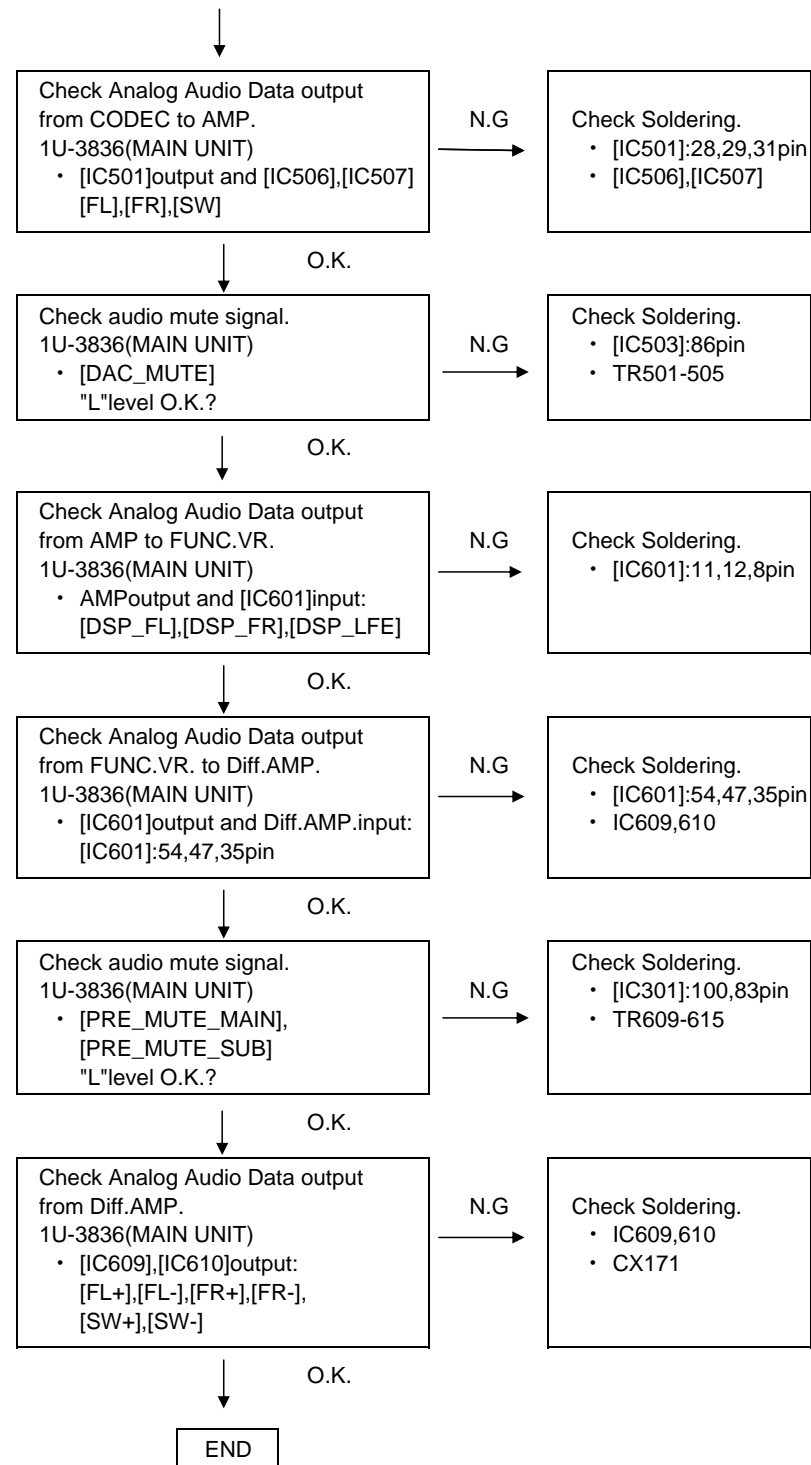 Check Analog Audio Data output
from CODEC to AMP.
1U-3836(MAIN UNIT)
・ [IC501]output and [IC506],[IC507]
[FL],[FR],[SW]
N.G
Check Soldering.
・ [IC501]:28,29,31pin
・ [IC506],[IC507]
O.K.
Check audio mute signal.
1U-3836(MAIN UNIT)
・ [DAC_MUTE]
"L"level O.K.?
N.G
Check Soldering.
・ [IC503]:86pin
・ TR501-505
O.K.
Check Analog Audio Data output
from AMP to FUNC.VR.
1U-3836(MAIN UNIT)
・ AMPoutput and [IC601]input:
[DSP_FL],[DSP_FR],[DSP_LFE]
N.G
Check Soldering.
・ [IC601]:11,12,8pin
O.K.
Check Analog Audio Data output
from FUNC.VR. to Diff.AMP.
1U-3836(MAIN UNIT)
・ [IC601]output and Diff.AMP.input:
[IC601]:54,47,35pin
N.G
Check Soldering.
・ [IC601]:54,47,35pin
・ IC609,610
O.K.
Check audio mute signal.
1U-3836(MAIN UNIT)
・ [PRE_MUTE_MAIN],
[PRE_MUTE_SUB]
"L"level O.K.?
N.G
Check Soldering.
・ [IC301]:100,83pin
・ TR609-615
O.K.
Check Analog Audio Data output
from Diff.AMP.
1U-3836(MAIN UNIT)
・ [IC609],[IC610]output:
[FL+],[FL-],[FR+],[FR-],
[SW+],[SW-]
N.G
Check Soldering.
・ IC609,610
・ CX171
O.K.
END